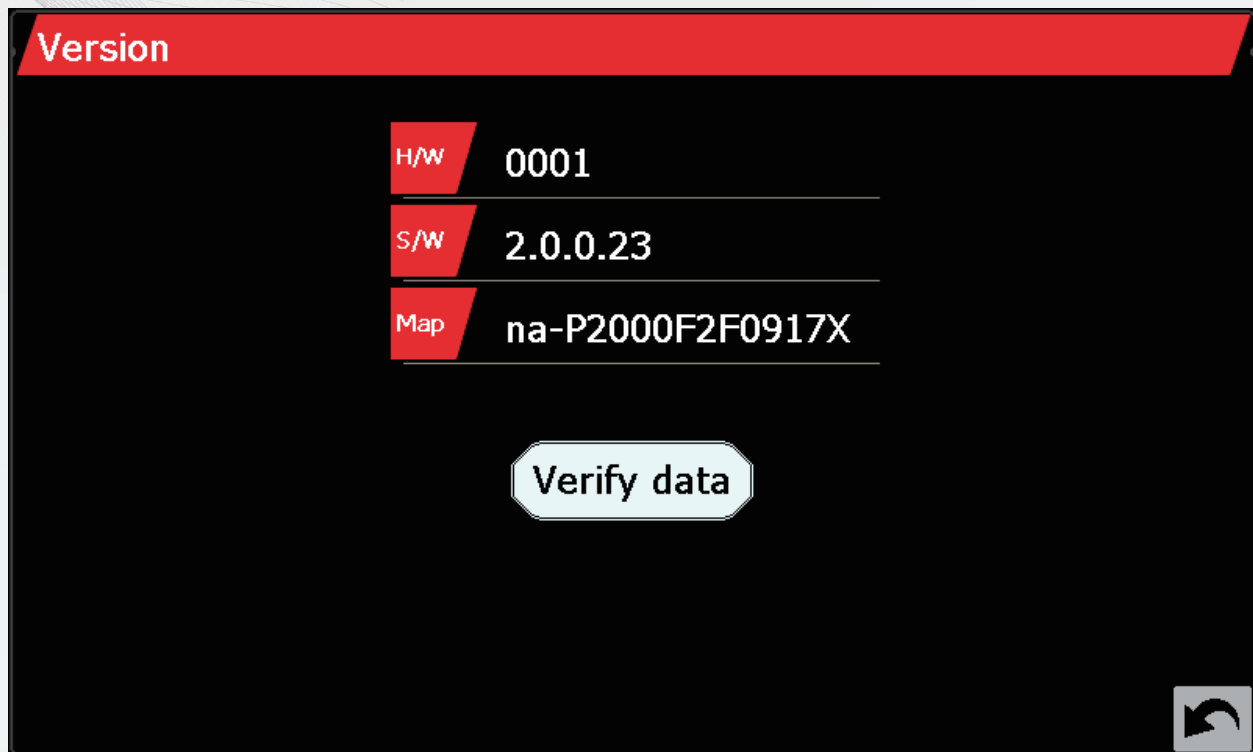 Version
H/W 0001
S/W 2.0.0.23
Map na-P2000F2F0917X
Verify data